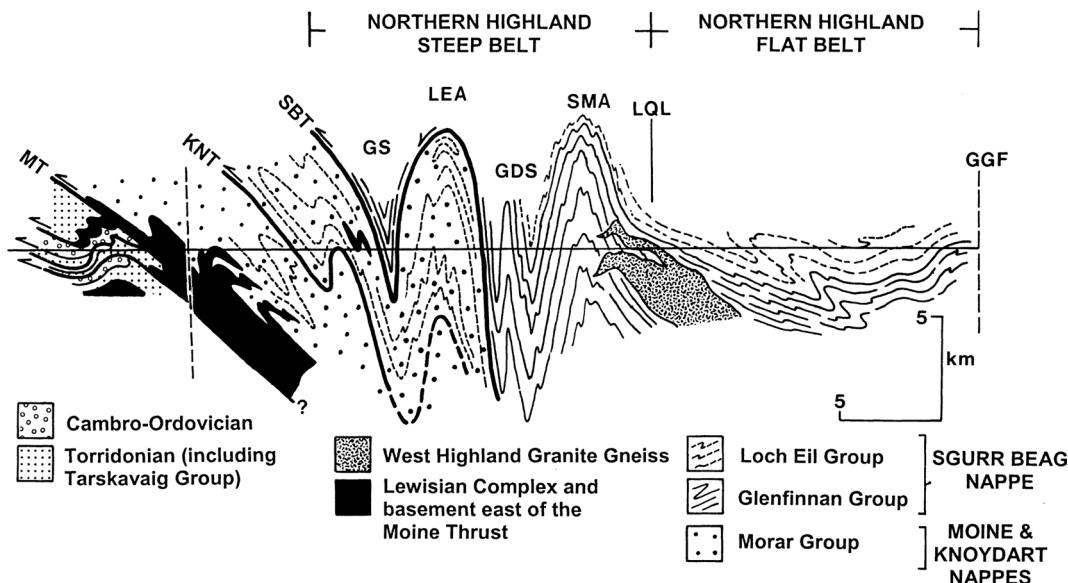 NORTHERN HIGHLAND
STEEP BELT
NORTHERN HIGHLAND
FLAT BELT
LEA
SMA
LQL
SBT
GS
KNT
GDS
GGF
MT
5
km
5
?
Cambro-Ordovician
Torridonian (including
Tarskavaig Group)
West Highland Granite Gneiss
Lewisian Complex and
basement east of the
Moine Thrust
Loch Eil Group
Glenfinnan Group
SGURR BEAG
NAPPE
Morar Group
MOINE &
KNOYDART
NAPPES